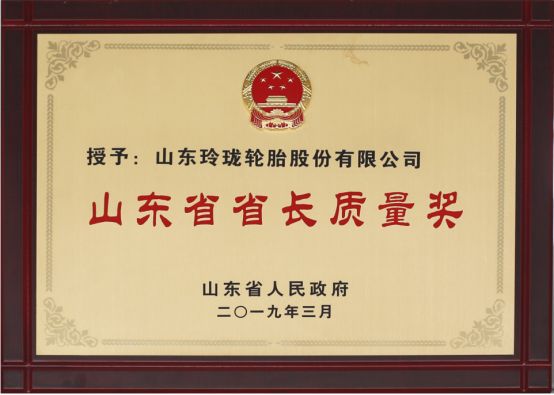 授予：山东玲珑轮胎股份有限公司
山东省省长质量奖
山东省人民政府
二〇一九年三月